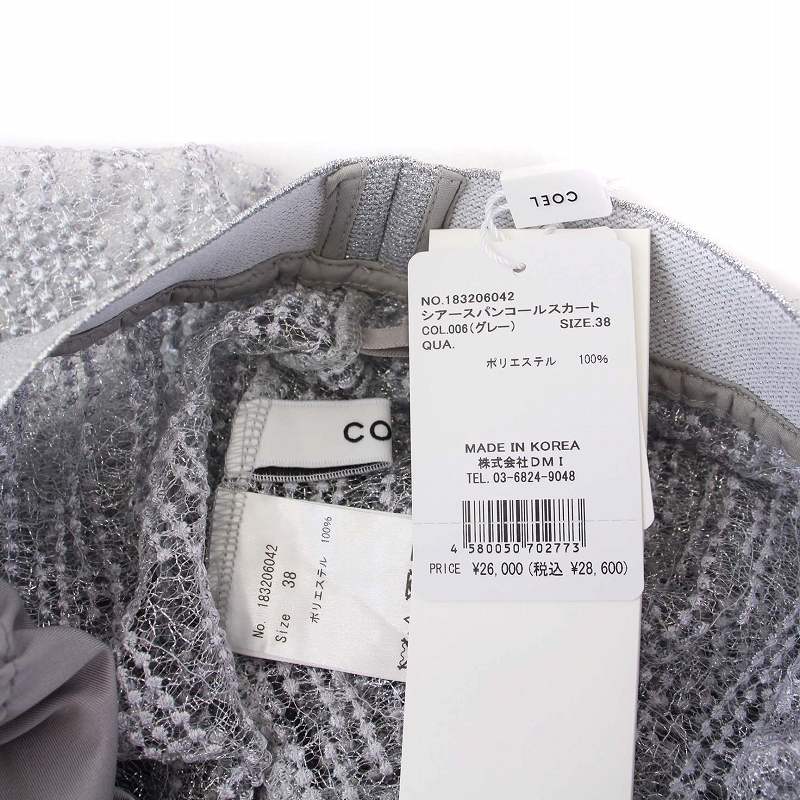 COEL
NO.183206042
シアースパンコールスカート
COL.006(グレー) SIZE.38
QUA.
ポリエステル 100%
MADE IN KOREA
株式会社DMI
TEL. 03-6824-9048
4 580050 702773
PRICE ¥26,000(税込 ¥28,600)
CO
No. 183206042
Size 38
ポリエステル 100%